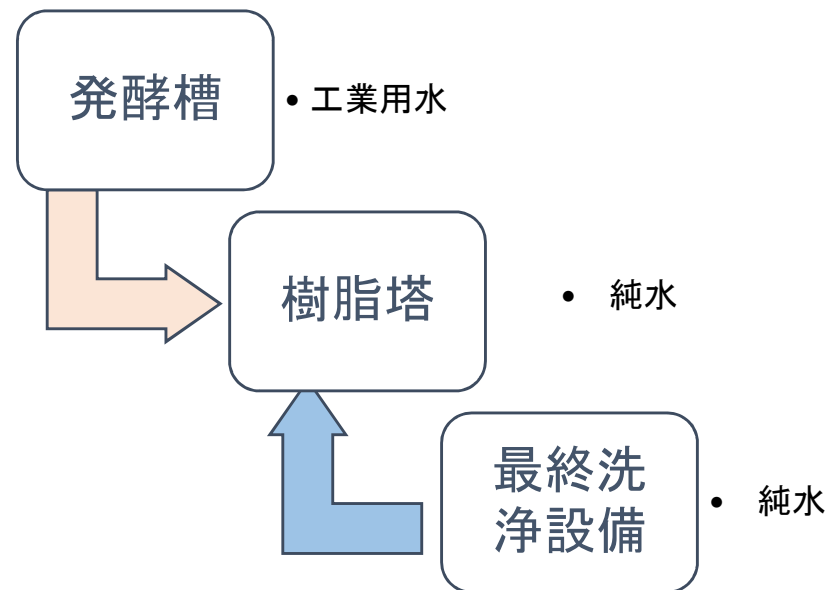 発酵槽
• 工業用水
樹脂塔
• 純水
最終洗
浄設備
• 純水